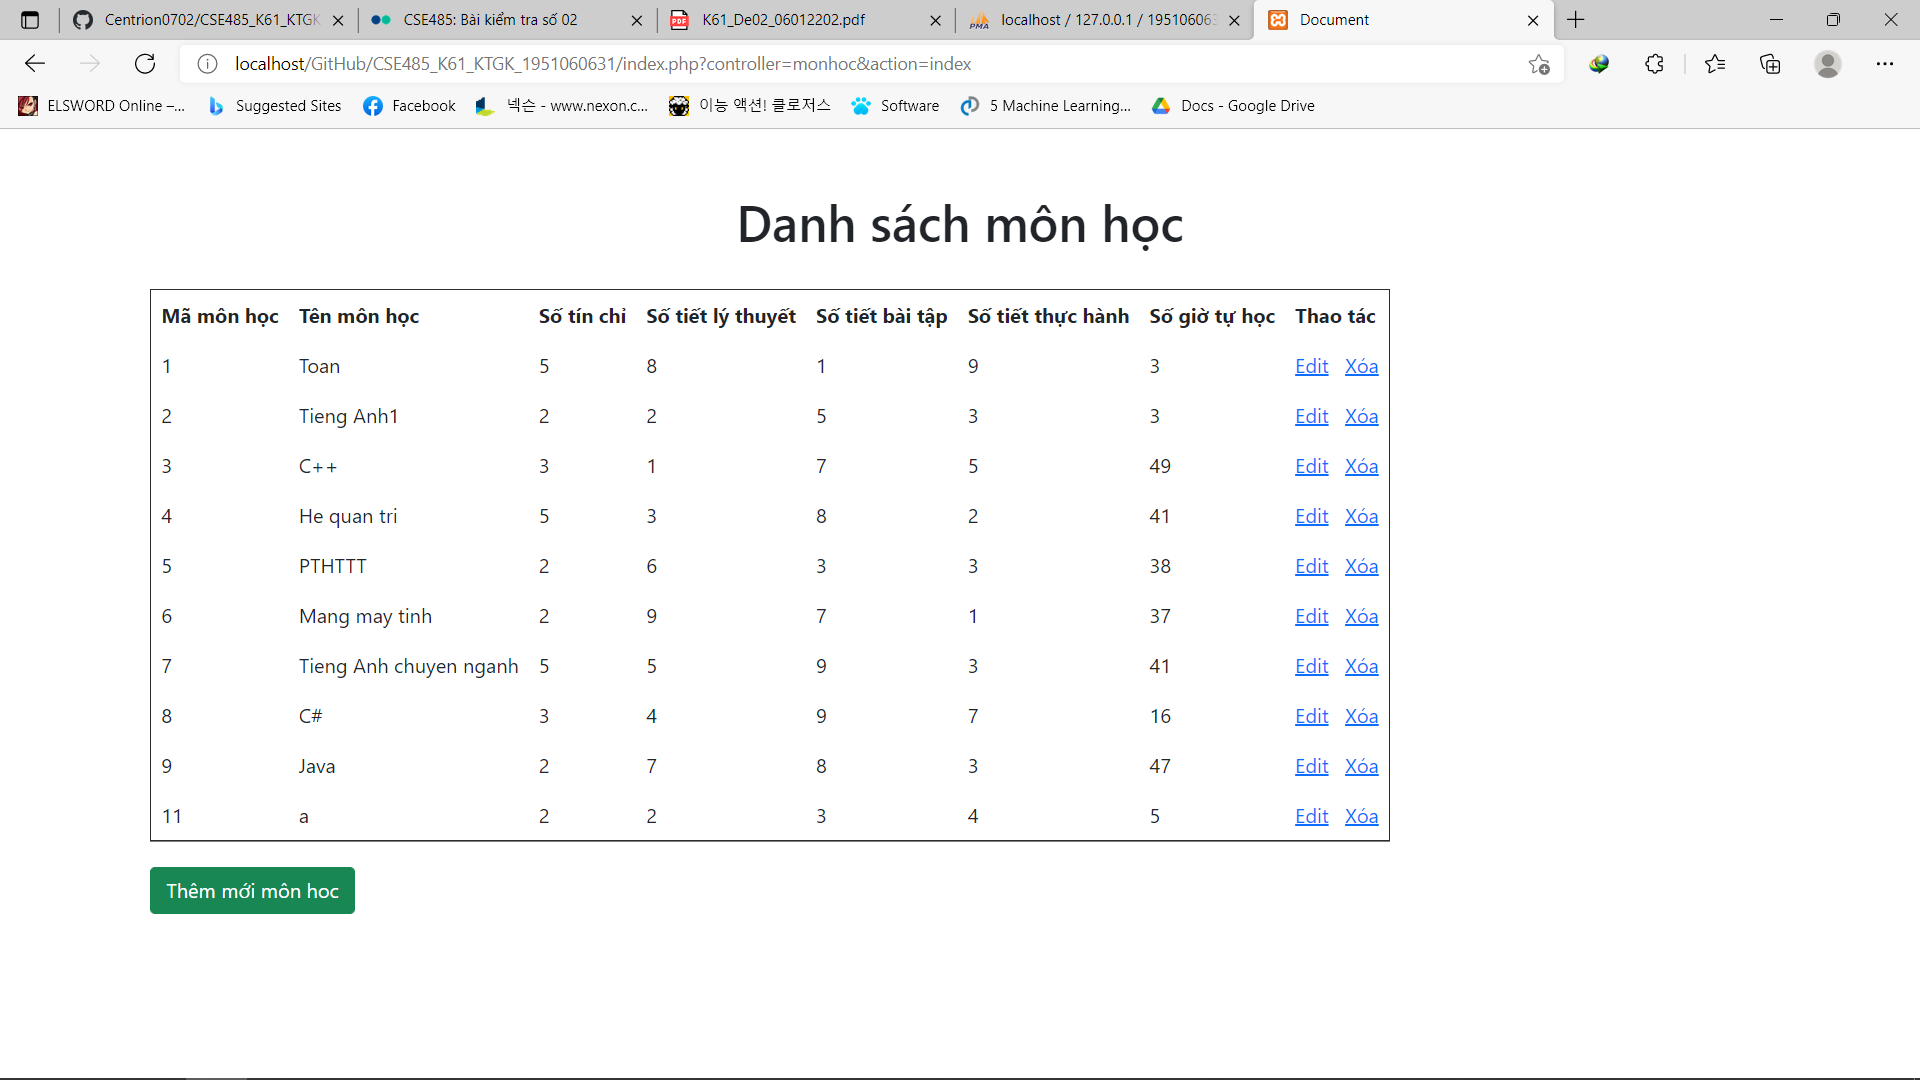 Centrion0702/CSE485_K61_KTGK
CSE485: Bài kiểm tra số 02
K61_De02_06012202.pdf
localhost / 127.0.0.1 / 195106063
Document
localhost/GitHub/CSE485_K61_KTGK_1951060631/index.php?controller=monhoc&action=index
ELSWORD Online –...
Suggested Sites
Facebook
넥슨 - www.nexon.c...
이능 액션! 클로저스
Software
5 Machine Learning...
Docs - Google Drive
Danh sách môn học
Mã môn học Tên môn học Số tín chỉ Số tiết lý thuyết Số tiết bài tập Số tiết thực hành Số giờ tự học Thao tác
1 Toan 5 8 1 9 3 Edit Xóa
2 Tieng Anh1 2 2 5 3 3 Edit Xóa
3 C++ 3 1 7 5 49 Edit Xóa
4 He quan tri 5 3 8 2 41 Edit Xóa
5 PTHTTT 2 6 3 3 38 Edit Xóa
6 Mang may tinh 2 9 7 1 37 Edit Xóa
7 Tieng Anh chuyen nganh 5 5 9 3 41 Edit Xóa
8 C# 3 4 9 7 16 Edit Xóa
9 Java 2 7 8 3 47 Edit Xóa
11 a 2 2 3 4 5 Edit Xóa
Thêm mới môn hoc